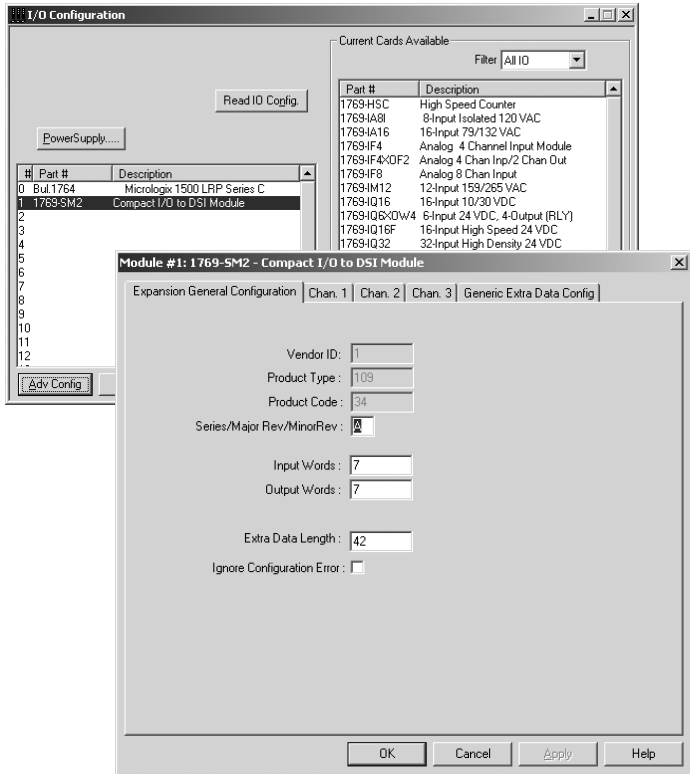 I/O Configuration
Current Cards Available
Filter All IO
Read IO Config.
PowerSupply.....
Part # Description
1769-HSC High Speed Counter
1769-IA8I 8-Input Isolated 120 VAC
1769-IA16 16-Input 79/132 VAC
1769-IF4 Analog 4 Channel Input Module
1769-IF4XOF2 Analog 4 Chan Inp/2 Chan Out
1769-IF8 Analog 8 Chan Input
1769-IM12 12-Input 159/265 VAC
1769-IQ16 16-Input 10/30 VDC
1769-IQ6XOW4 6-Input 24 VDC, 4-Output (RLY)
1769-IQ16F 16-Input High Speed 24 VDC
1769-IQ32 32-Input High Density 24 VDC
# Part # Description
0 Bul.1764 Micrologix 1500 LRP Series C
1 1769-SM2 Compact I/O to DSI Module
2
3
4
5
6
7
8
9
10
11
12
Adv Config
Module #1: 1769-SM2 - Compact I/O to DSI Module
Expansion General Configuration Chan. 1 Chan. 2 Chan. 3 Generic Extra Data Config
Vendor ID: 1
Product Type : 109
Product Code : 34
Series/Major Rev/MinorRev : A
Input Words : 7
Output Words : 7
Extra Data Length : 42
Ignore Configuration Error :
OK Cancel Apply Help